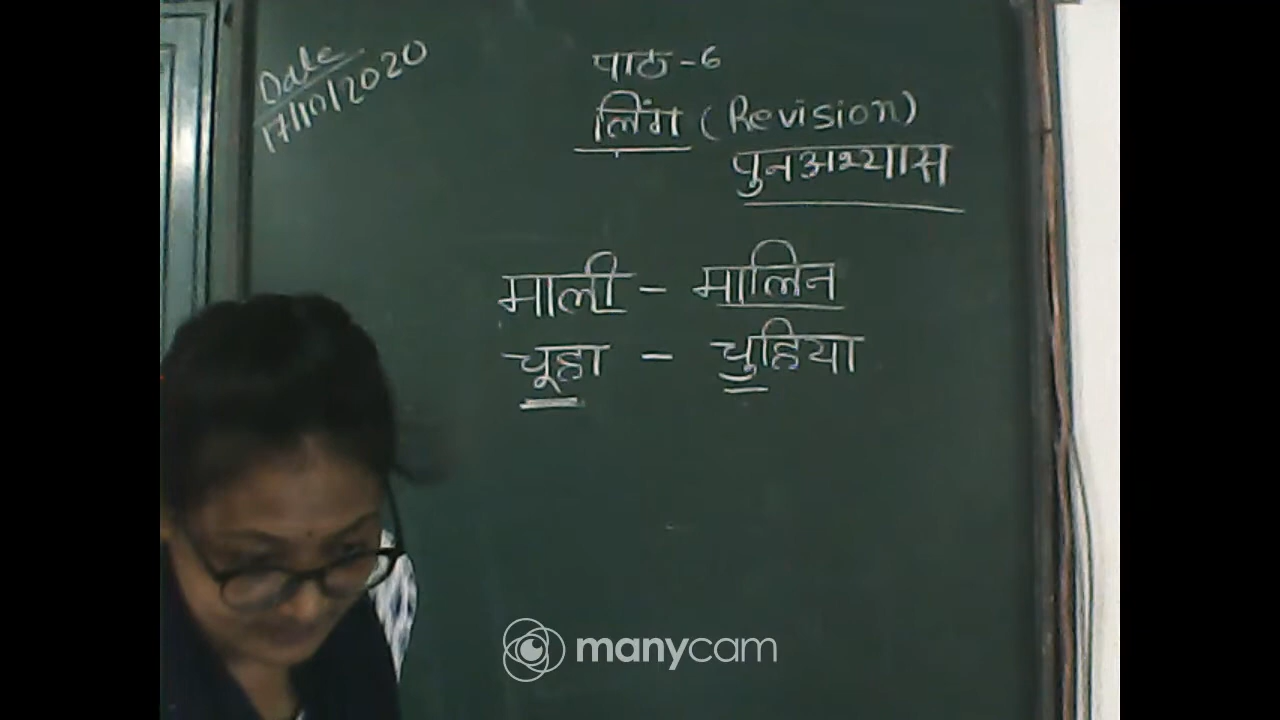 Date
17/10/2020
पाठ - 6
लिंग ( Revision )
पुनअभ्यास
माली - मालिन
चूहा - चुहिया
manycam